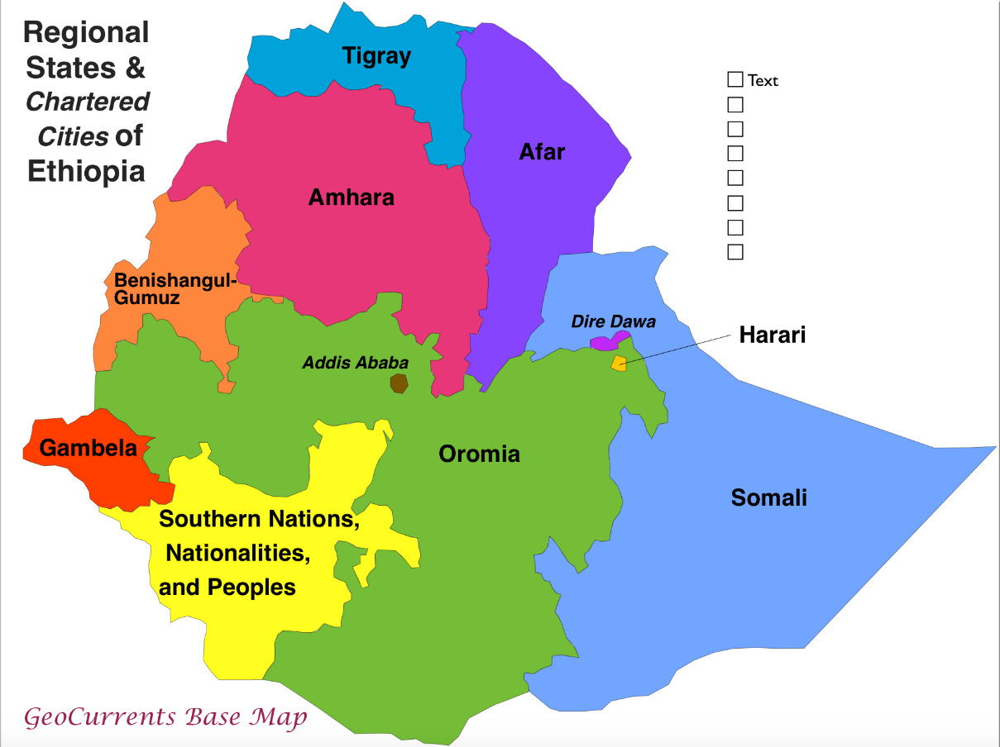 Regional
States &
Chartered
Cities of
Ethiopia
Tigray
Text
Afar
Amhara
Benishangul-
Gumuz
Dire Dawa
Harari
Addis Ababa
Gambela
Oromia
Somali
Southern Nations,
Nationalities,
and Peoples
GeoCurrents Base Map